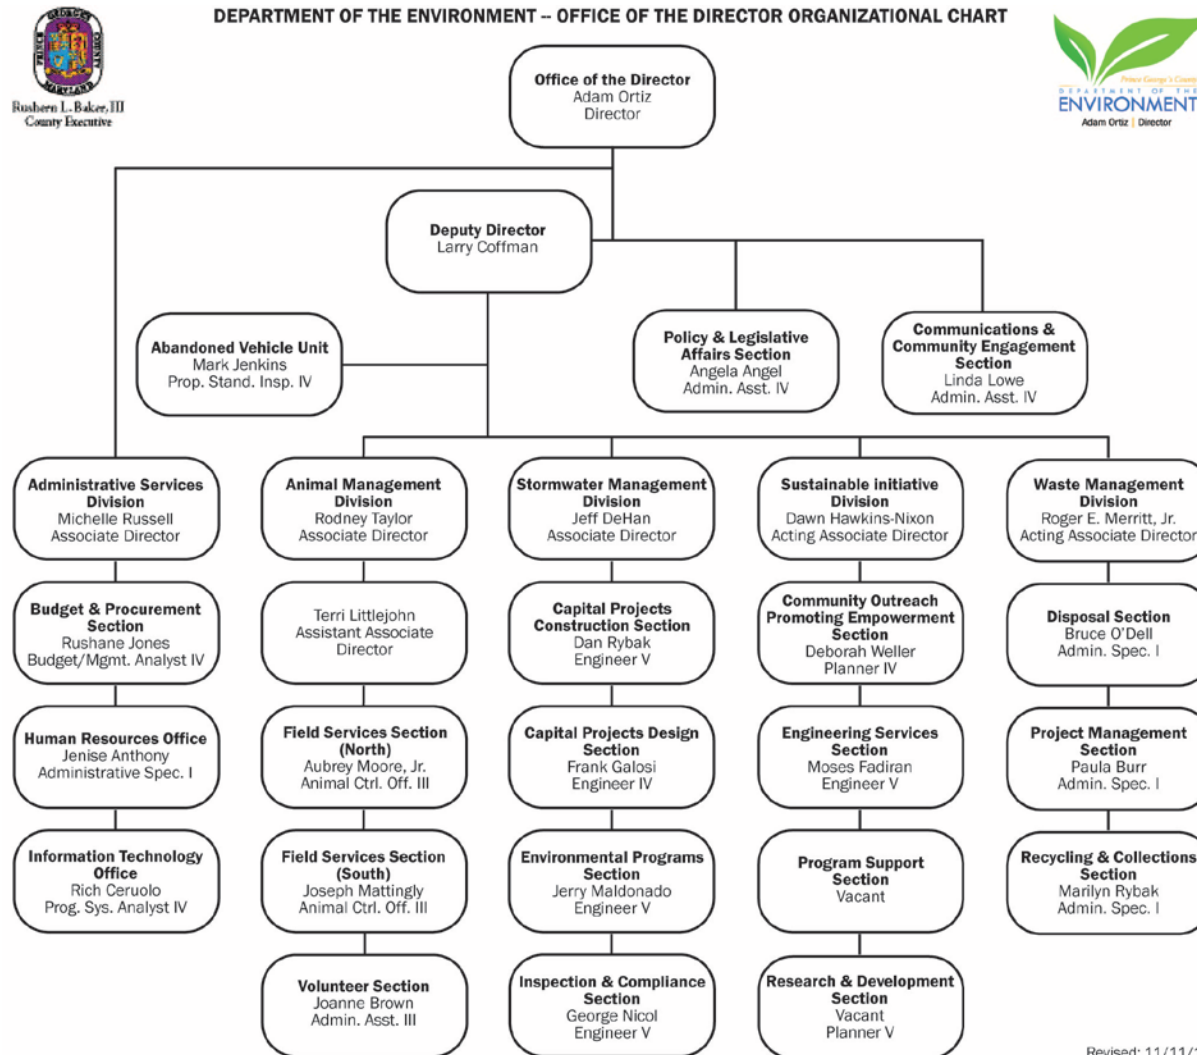 DEPARTMENT OF THE ENVIRONMENT -- OFFICE OF THE DIRECTOR ORGANIZATIONAL CHART
GEORGE'S
PRINCE
COUNTY
MARYLAND
Rushern L. Baker, III
County Executive
Prince George's County
DEPARTMENT OF THE
ENVIRONMENT
Adam Ortiz | Director
Office of the Director
Adam Ortiz
Director
Deputy Director
Larry Coffman
Abandoned Vehicle Unit
Mark Jenkins
Prop. Stand. Insp. IV
Policy & Legislative
Affairs Section
Angela Angel
Admin. Asst. IV
Communications &
Community Engagement
Section
Linda Lowe
Admin. Asst. IV
Administrative Services
Division
Michelle Russell
Associate Director
Animal Management
Division
Rodney Taylor
Associate Director
Stormwater Management
Division
Jeff DeHan
Associate Director
Sustainable initiative
Division
Dawn Hawkins-Nixon
Acting Associate Director
Waste Management
Division
Roger E. Merritt, Jr.
Acting Associate Director
Budget & Procurement
Section
Rushane Jones
Budget/Mgmt. Analyst IV
Terri Littlejohn
Assistant Associate
Director
Capital Projects
Construction Section
Dan Rybak
Engineer V
Community Outreach
Promoting Empowerment
Section
Deborah Weller
Planner IV
Disposal Section
Bruce O'Dell
Admin. Spec. I
Human Resources Office
Jenise Anthony
Administrative Spec. I
Field Services Section
(North)
Aubrey Moore, Jr.
Animal Ctrl. Off. III
Capital Projects Design
Section
Frank Galosi
Engineer IV
Engineering Services
Section
Moses Fadiran
Engineer V
Project Management
Section
Paula Burr
Admin. Spec. I
Information Technology
Office
Rich Ceruolo
Prog. Sys. Analyst IV
Field Services Section
(South)
Joseph Mattingly
Animal Ctrl. Off. III
Environmental Programs
Section
Jerry Maldonado
Engineer V
Program Support
Section
Vacant
Recycling & Collections
Section
Marilyn Rybak
Admin. Spec. I
Volunteer Section
Joanne Brown
Admin. Asst. III
Inspection & Compliance
Section
George Nicol
Engineer V
Research & Development
Section
Vacant
Planner V
Revised: 11/11/